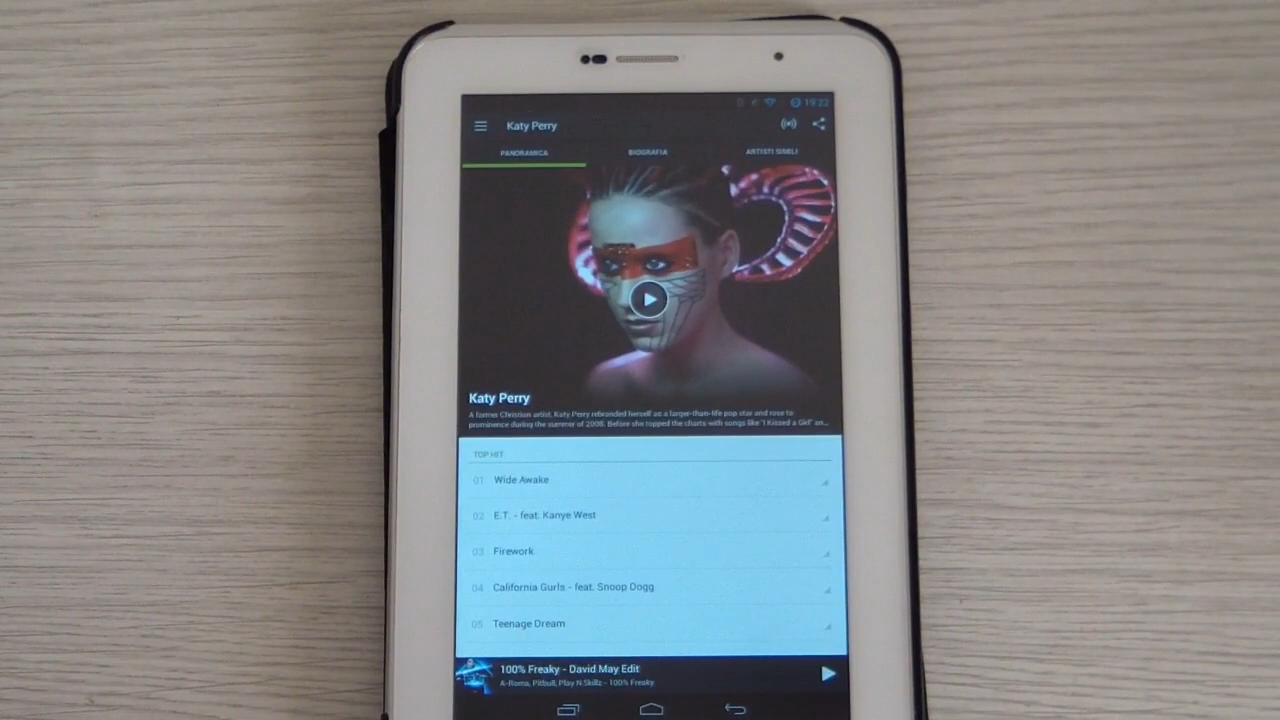 19:22
Katy Perry
PANORAMICA BIOGRAFIA ARTISTI SIMILI
Katy Perry
A former Christian artist, Katy Perry rebranded herself as a larger-than-life pop star and rose to
prominence during the summer of 2008. Before she topped the charts with songs like "I Kissed a Girl" an...
TOP HIT
01 Wide Awake
02 E.T. - feat. Kanye West
03 Firework
04 California Gurls - feat. Snoop Dogg
05 Teenage Dream
100% Freaky - David May Edit
A-Roma, Pitbull, Play N Skillz - 100% Freaky